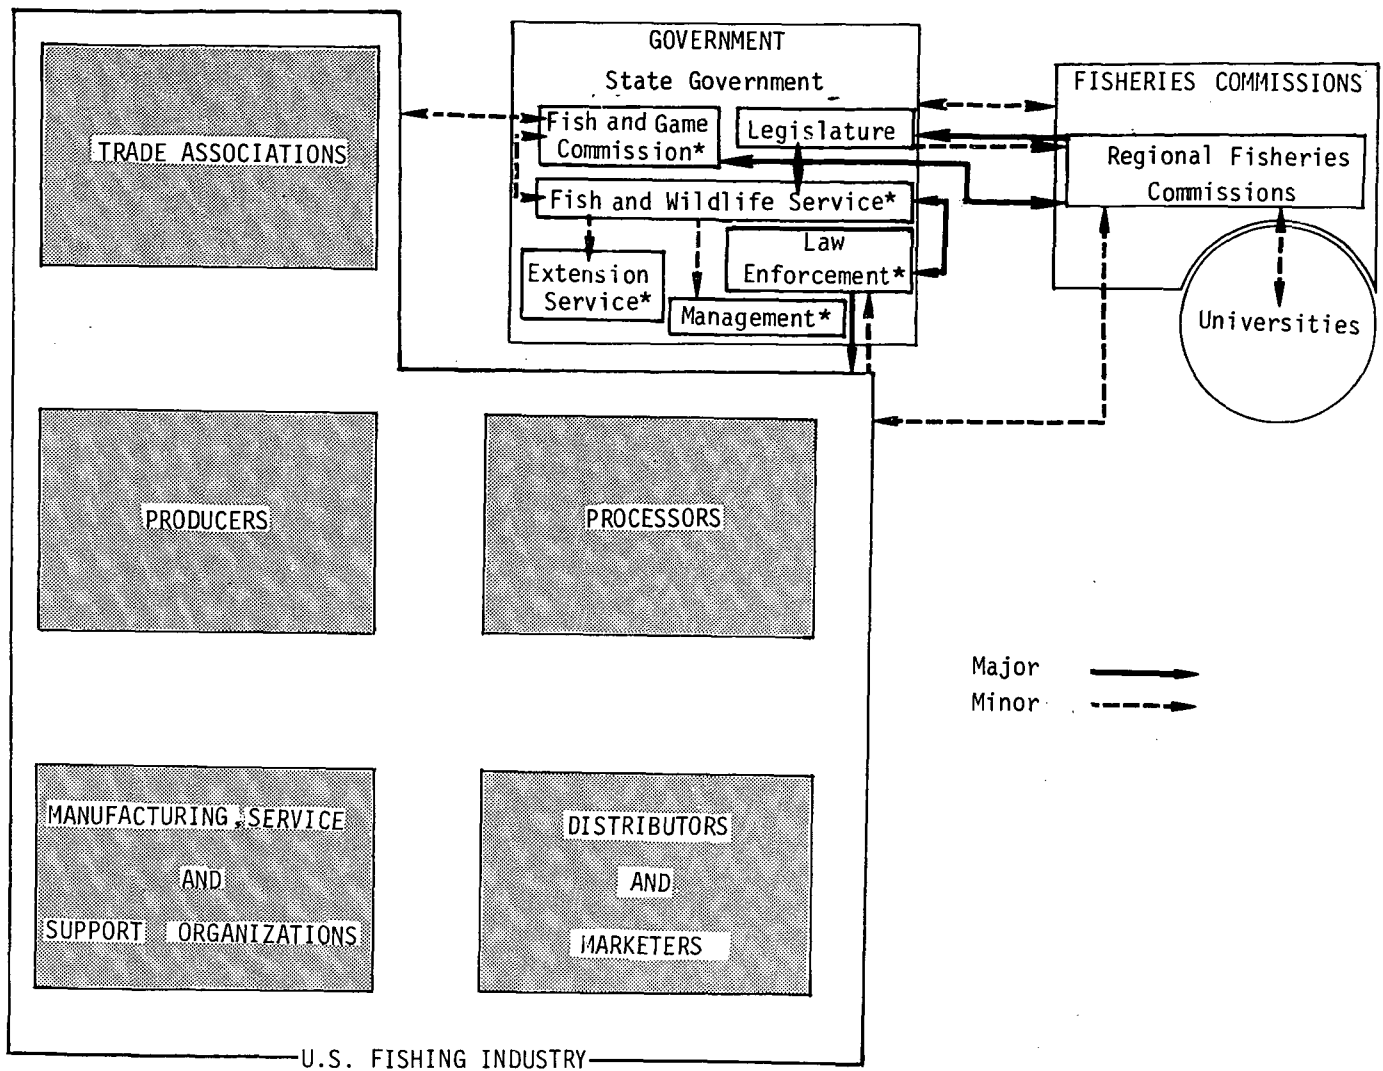 GOVERNMENT
State Government
Fish and Game
Commission*
Legislature
Fish and Wildlife Service*
Law
Enforcement*
Extension
Service*
Management*
FISHERIES COMMISSIONS
Regional Fisheries
Commissions
Universities
TRADE ASSOCIATIONS
PRODUCERS
PROCESSORS
Major
Minor
MANUFACTURING, SERVICE
AND
SUPPORT ORGANIZATIONS
DISTRIBUTORS
AND
MARKETERS
U.S. FISHING INDUSTRY